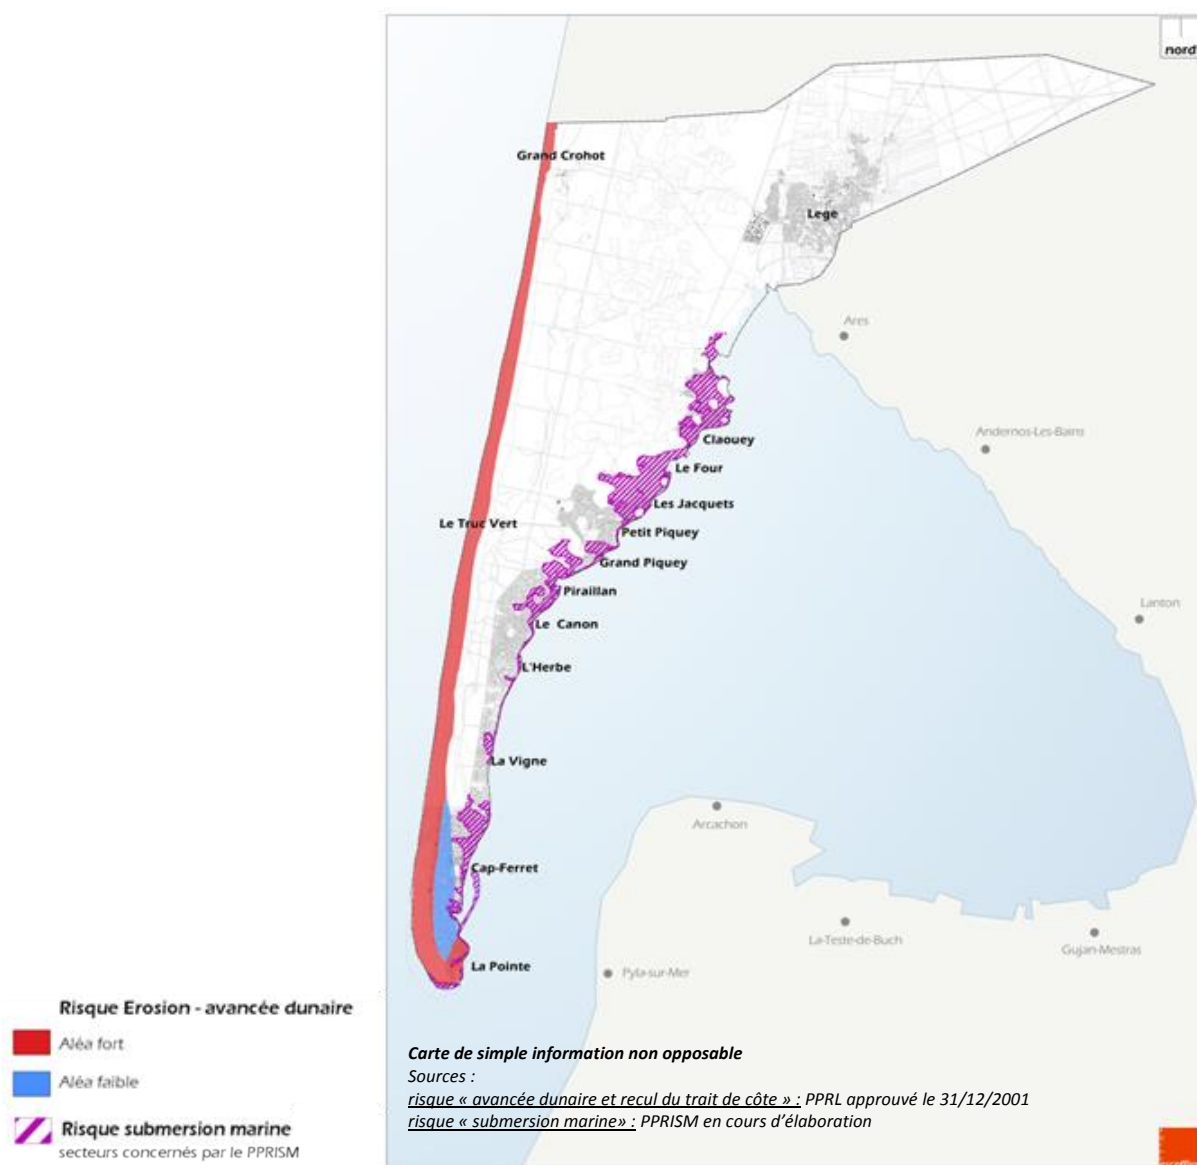 nord
Grand Crohot
Lege
Ares
Andernos-Les-Bains
Claouey
Le Four
Les Jacquets
Le Truc Vert
Petit Piquey
Grand Piquey
Piraillan
Lanton
Le Canon
L'Herbe
La Vigne
Arcachon
Cap-Ferret
La-Teste-de-Buch
Gujan-Mestras
La Pointe
Pyla-sur-Mer
Risque Erosion - avancée dunaire
Aléa fort
Aléa faible
Risque submersion marine
secteurs concernés par le PPRISM
Carte de simple information non opposable
Sources :
risque « avancée dunaire et recul du trait de côte » : PPRL approuvé le 31/12/2001
risque « submersion marine» : PPRISM en cours d'élaboration